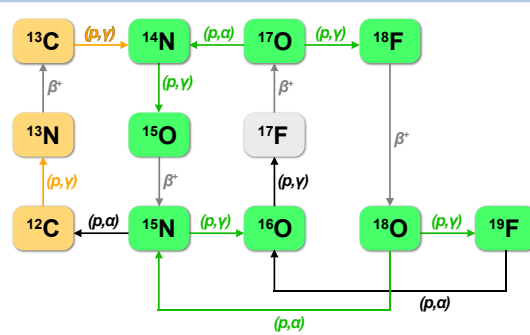 ¹³C (p,γ) ¹⁴N (p,α) ¹⁷O (p,γ) ¹⁸F
(p,γ)
β⁺ β⁺
¹³N ¹⁵O ¹⁷F β⁺
(p,γ) β⁺ (p,γ)
¹²C (p,α) ¹⁵N (p,γ) ¹⁶O ¹⁸O (p,γ) ¹⁹F
(p,α)
(p,α)